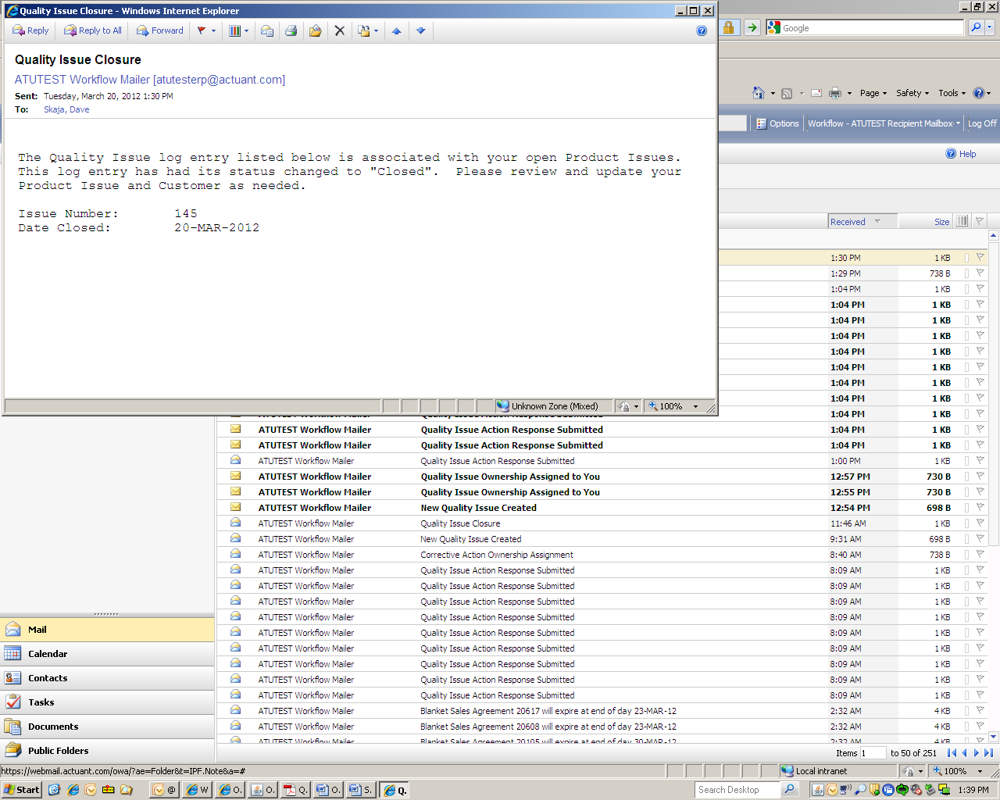 Quality Issue Closure - Windows Internet Explorer
Reply Reply to All Forward
Quality Issue Closure
ATUTEST Workflow Mailer [atutesterp@actuant.com]
Sent: Tuesday, March 20, 2012 1:30 PM
To: Skaja, Dave
The Quality Issue log entry listed below is associated with your open Product Issues.
This log entry has had its status changed to "Closed".  Please review and update your
Product Issue and Customer as needed.
Issue Number: 145
Date Closed: 20-MAR-2012
Unknown Zone (Mixed) 100%
Google
Page Safety Tools
Options Workflow - ATUTEST Recipient Mailbox Log Off
Help
Received Size
1:30 PM 1 KB
1:29 PM 738 B
1:04 PM 1 KB
1:04 PM 1 KB
1:04 PM 1 KB
1:04 PM 1 KB
1:04 PM 1 KB
1:04 PM 1 KB
1:04 PM 1 KB
1:04 PM 1 KB
ATUTEST Workflow Mailer Quality Issue Action Response Submitted 1:04 PM 1 KB
ATUTEST Workflow Mailer Quality Issue Action Response Submitted 1:04 PM 1 KB
ATUTEST Workflow Mailer Quality Issue Action Response Submitted 1:04 PM 1 KB
ATUTEST Workflow Mailer Quality Issue Action Response Submitted 1:00 PM 1 KB
ATUTEST Workflow Mailer Quality Issue Ownership Assigned to You 12:57 PM 730 B
ATUTEST Workflow Mailer Quality Issue Ownership Assigned to You 12:55 PM 730 B
ATUTEST Workflow Mailer New Quality Issue Created 12:54 PM 698 B
ATUTEST Workflow Mailer Quality Issue Closure 11:46 AM 1 KB
ATUTEST Workflow Mailer New Quality Issue Created 9:31 AM 698 B
ATUTEST Workflow Mailer Corrective Action Ownership Assignment 8:40 AM 738 B
ATUTEST Workflow Mailer Quality Issue Action Response Submitted 8:09 AM 1 KB
ATUTEST Workflow Mailer Quality Issue Action Response Submitted 8:09 AM 1 KB
ATUTEST Workflow Mailer Quality Issue Action Response Submitted 8:09 AM 1 KB
ATUTEST Workflow Mailer Quality Issue Action Response Submitted 8:09 AM 1 KB
ATUTEST Workflow Mailer Quality Issue Action Response Submitted 8:09 AM 1 KB
ATUTEST Workflow Mailer Quality Issue Action Response Submitted 8:09 AM 1 KB
ATUTEST Workflow Mailer Quality Issue Action Response Submitted 8:09 AM 1 KB
ATUTEST Workflow Mailer Quality Issue Action Response Submitted 8:09 AM 1 KB
ATUTEST Workflow Mailer Quality Issue Action Response Submitted 8:09 AM 1 KB
ATUTEST Workflow Mailer Blanket Sales Agreement 20617 will expire at end of day 23-MAR-12 2:32 AM 4 KB
ATUTEST Workflow Mailer Blanket Sales Agreement 20608 will expire at end of day 23-MAR-12 2:32 AM 4 KB
ATUTEST Workflow Mailer Blanket Sales Agreement 20105 will expire at end of day 30-MAR-12 2:32 AM 4 KB
Mail
Calendar
Contacts
Tasks
Documents
Public Folders
Items 1 to 50 of 251
https://webmail.actuant.com/owa/?ae=Folder&t=IPF.Note&a=# Local intranet 100%
Start @ W O. O. Q. O. S. Q. Search Desktop 1:39 PM